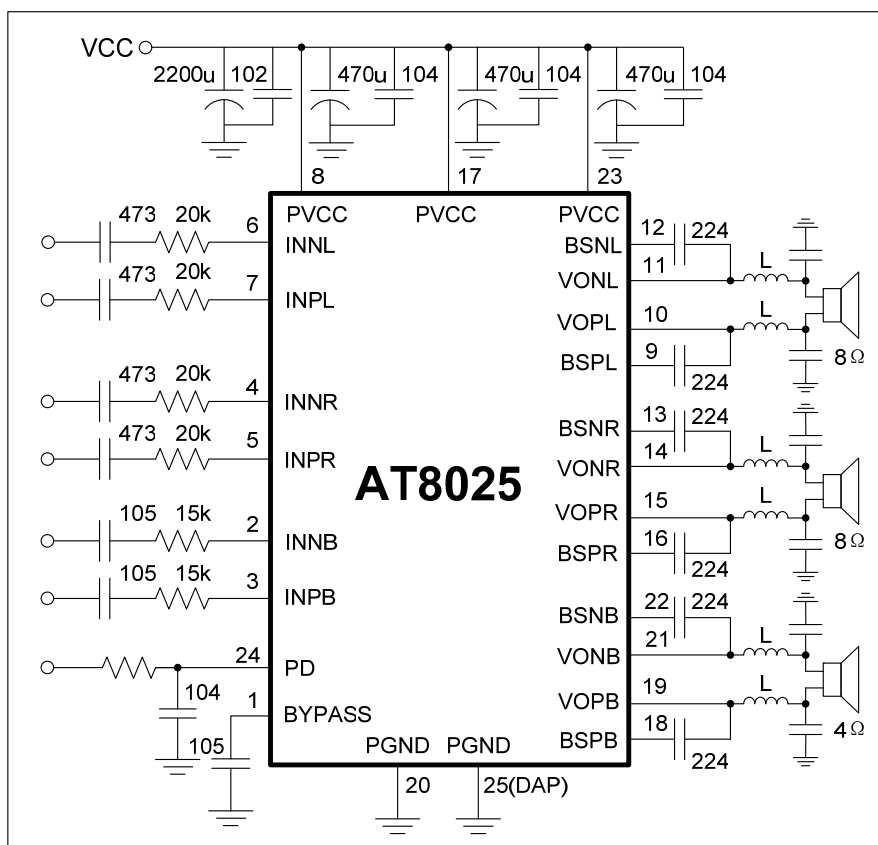 VCC
2200u 102 470u 104 470u 104 470u 104
8 17 23
PVCC PVCC PVCC
473 20k 6 INNL
473 20k 7 INPL
473 20k 4 INNR
473 20k 5 INPR
105 15k 2 INNB
105 15k 3 INPB
24 PD
104
1 BYPASS
105
AT8025
BSNL 12 224
VONL 11 L
VOPL 10 L
BSPL 9 224
8Ω
BSNR 13 224
VONR 14 L
VOPR 15 L
BSPR 16 224
8Ω
BSNB 22 224
VONB 21 L
VOPB 19 L
BSPB 18 224
4Ω
PGND PGND
20 25(DAP)